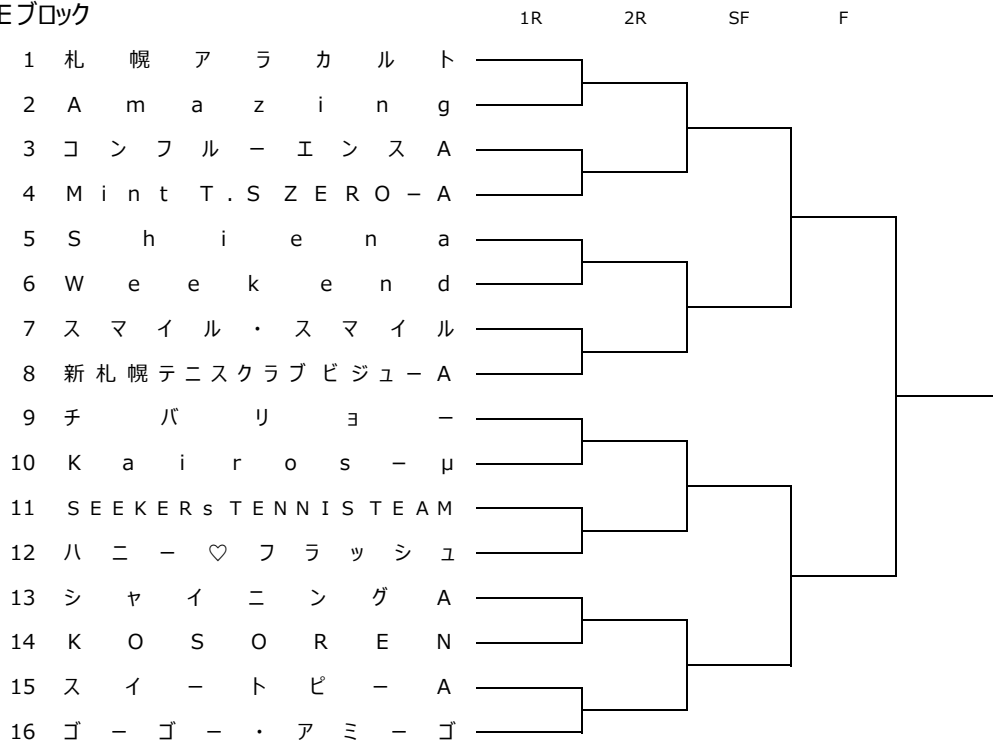 Eブロック
1R 2R SF F
1 札幌アラカルト
2 Amazing
3 コンフルーエンスA
4 Mint T.S ZERO－A
5 Shiena
6 Weekend
7 スマイル・スマイル
8 新札幌テニスクラブビジューA
9 チバリョー
10 Kairos－μ
11 SEEKERs TENNIS TEAM
12 ハニー♡フラッシュ
13 シャイニングA
14 KOSOREN
15 スイートピーA
16 ゴーゴー・アミーゴ